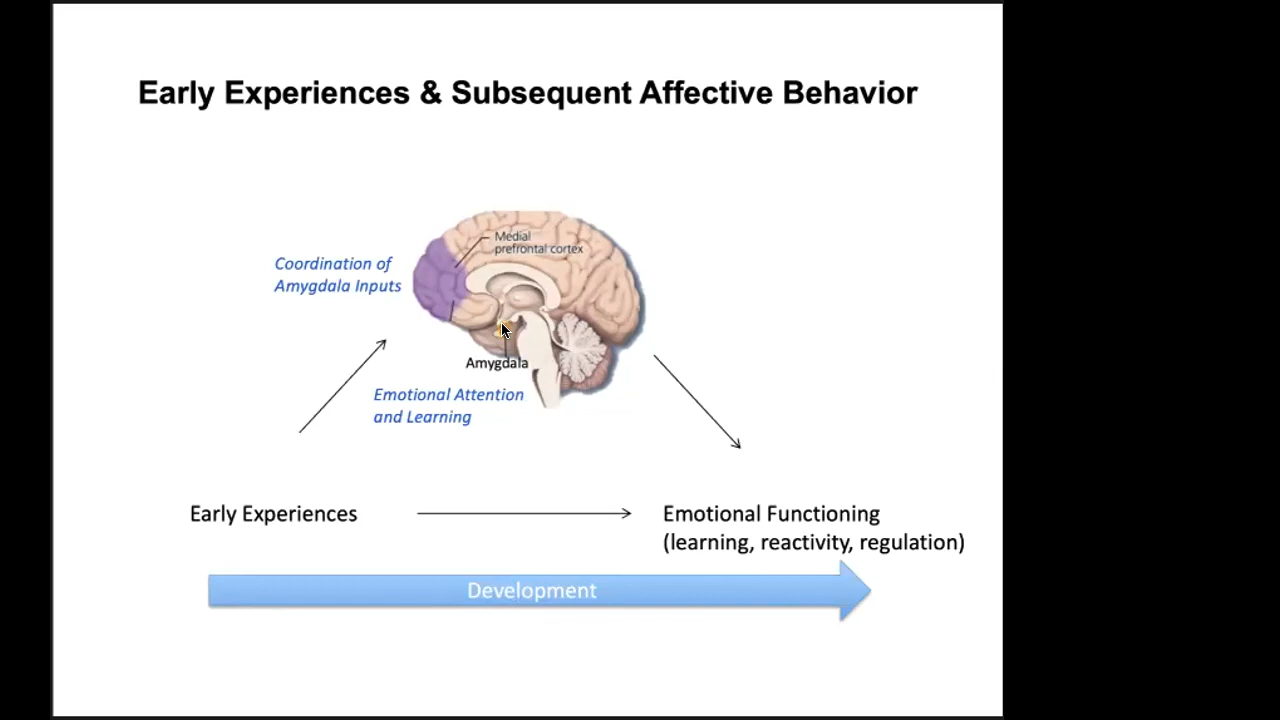 Early Experiences & Subsequent Affective Behavior
Medial
prefrontal cortex
Coordination of
Amygdala Inputs
Amygdala
Emotional Attention
and Learning
Early Experiences
Emotional Functioning
(learning, reactivity, regulation)
Development